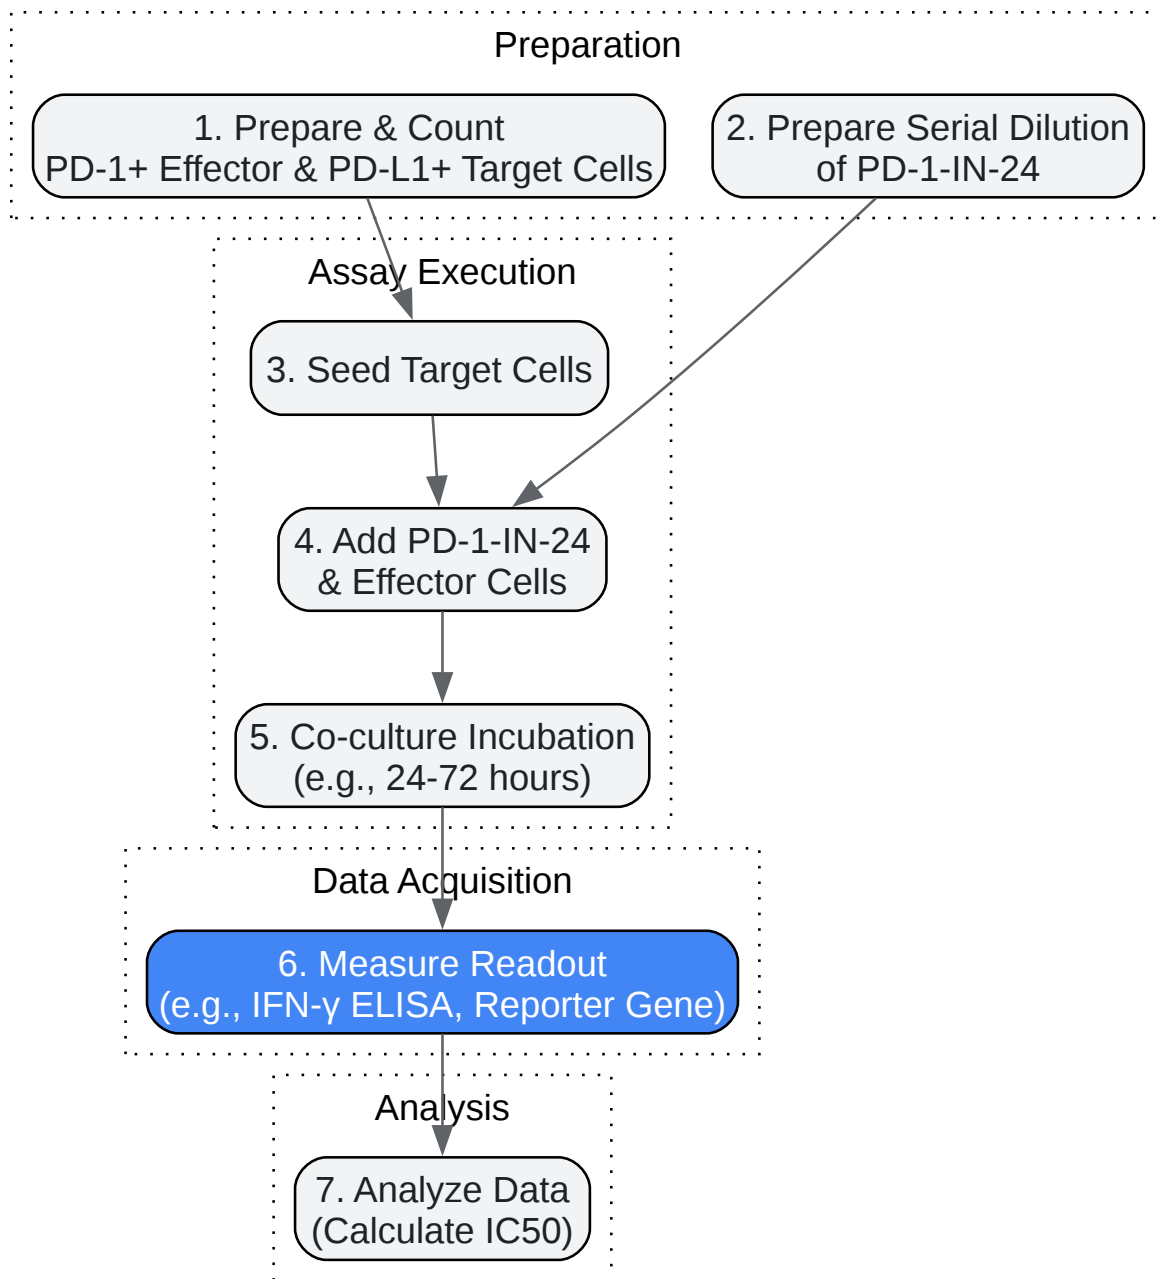 Preparation
1. Prepare & Count
PD-1+ Effector & PD-L1+ Target Cells
2. Prepare Serial Dilution
of PD-1-IN-24
Assay Execution
3. Seed Target Cells
4. Add PD-1-IN-24
& Effector Cells
5. Co-culture Incubation
(e.g., 24-72 hours)
Data Acquisition
6. Measure Readout
(e.g., IFN-γ ELISA, Reporter Gene)
Analysis
7. Analyze Data
(Calculate IC50)